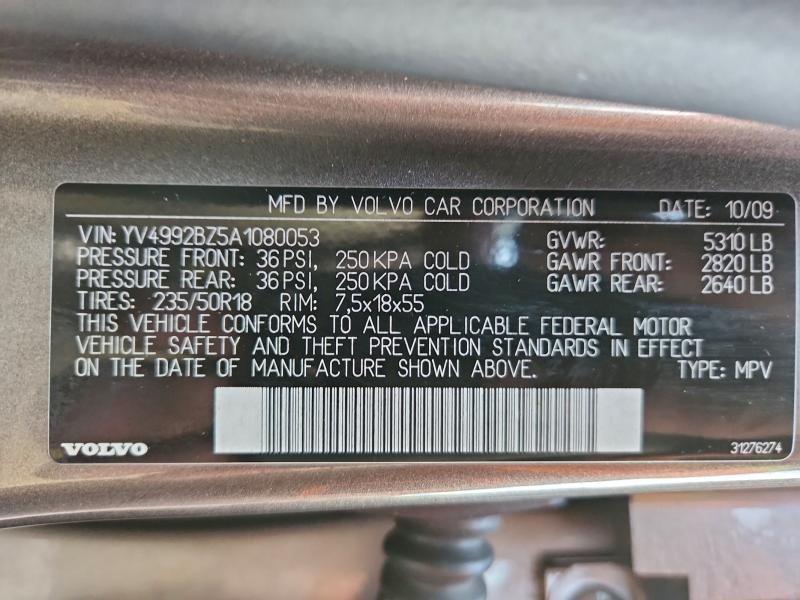 MFD BY VOLVO CAR CORPORATION DATE: 10/09
VIN: YV4992BZ5A1080053 GVWR: 5310 LB
PRESSURE FRONT: 36 PSI, 250 KPA COLD GAWR FRONT: 2820 LB
PRESSURE REAR: 36 PSI, 250 KPA COLD GAWR REAR: 2640 LB
TIRES: 235/50R18 RIM: 7,5x18x55
THIS VEHICLE CONFORMS TO ALL APPLICABLE FEDERAL MOTOR
VEHICLE SAFETY AND THEFT PREVENTION STANDARDS IN EFFECT
ON THE DATE OF MANUFACTURE SHOWN ABOVE. TYPE: MPV
VOLVO 31276274